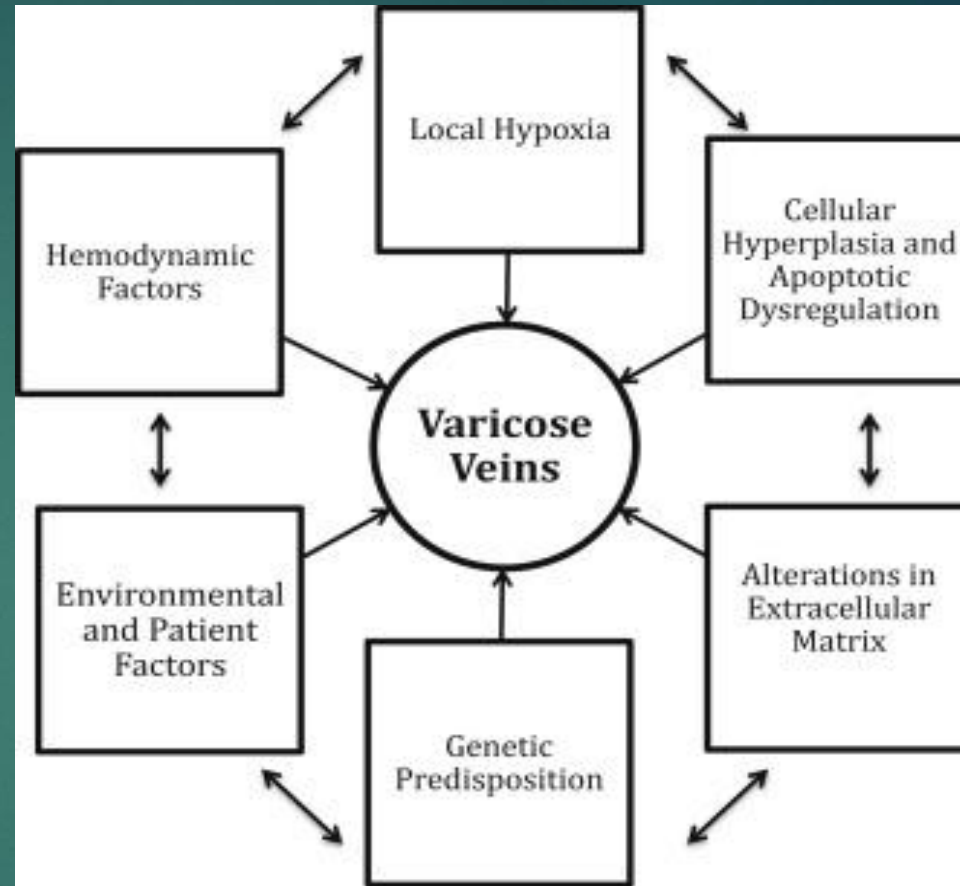 Local Hypoxia
Hemodynamic
Factors
Cellular
Hyperplasia and
Apoptotic
Dysregulation
Varicose
Veins
Environmental
and Patient
Factors
Alterations in
Extracellular
Matrix
Genetic
Predisposition